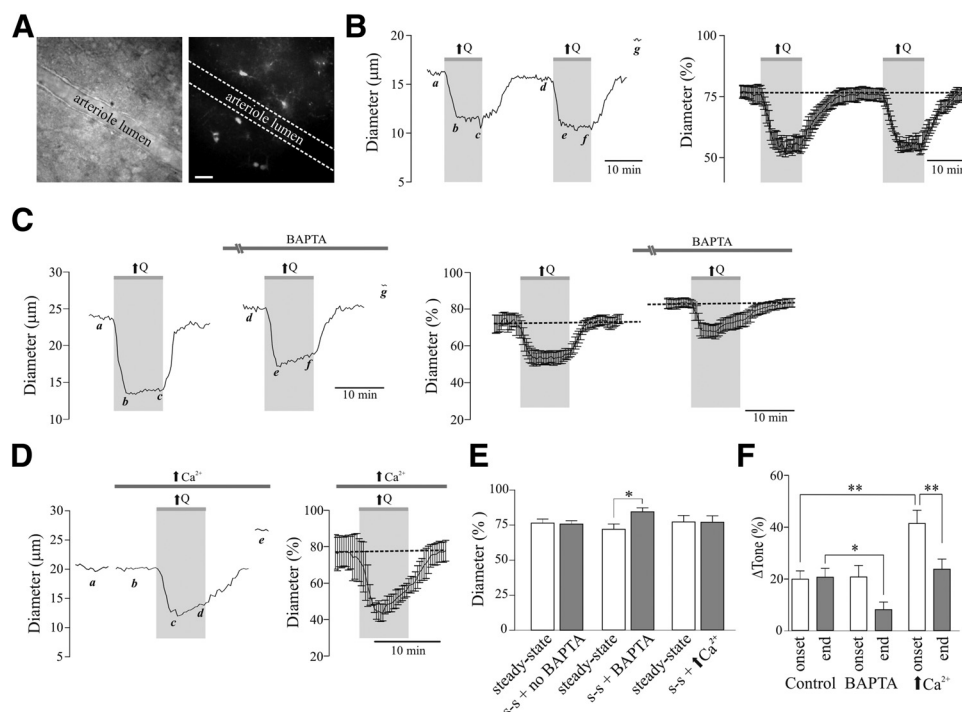 A
arteriole lumen
arteriole lumen
B
⬆Q
⬆Q
Diameter (μm)
20
15
10
5
a
b
c
d
e
f
g
10 min
⬆Q
⬆Q
Diameter (%)
100
75
50
10 min
C
BAPTA
⬆Q
⬆Q
Diameter (μm)
30
25
20
15
10
a
b
c
d
e
f
g
10 min
BAPTA
⬆Q
⬆Q
Diameter (% )
100
80
60
40
20
10 min
D
⬆Ca²⁺
⬆Q
Diameter (μm)
30
25
20
15
10
5
a
b
c
d
e
⬆Ca²⁺
⬆Q
Diameter (%)
100
80
60
40
20
10 min
E
Diameter (% )
100
75
50
25
0
*
steady-state
s-s + no BAPTA
steady-state
s-s + BAPTA
steady-state
s-s + ⬆Ca²⁺
F
ΔTone (%)
60
40
20
0
**
**
*
onset
end
onset
end
onset
end
Control
BAPTA
⬆Ca²⁺